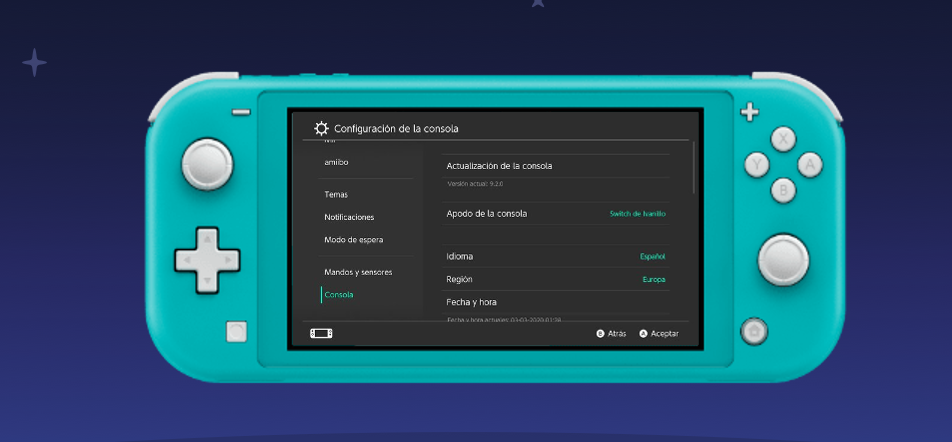 Configuración de la consola
amiibo
Temas
Notificaciones
Modo de espera
Mandos y sensores
Consola
Actualización de la consola
Versión actual: 9.2.0
Apodo de la consola
Switch de Ivanillo
Idioma
Español
Región
Europa
Fecha y hora
Fecha y hora actuales: 03-03-2020 01:38
B Atrás
A Aceptar
X
Y
A
B